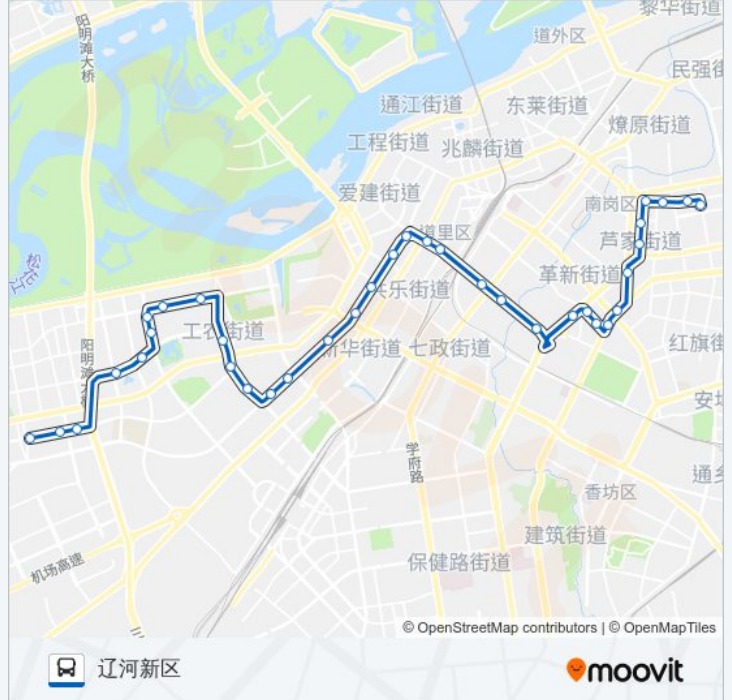 黎华街道
阳明滩大桥
道外区
民强街
通江街道
东莱街道
燎原街道
工程街道
兆麟街道
爱建街道
南岗区
道里区
芦家街道
松花江
革新街道
共乐街道
工农街道
阳明滩大桥
新华街道
七政街道
红旗街
安埠
学府路
通乡
香坊区
建筑街道
机场高速
保健路街道
三
© OpenStreetMap contributors | © OpenMapTiles
辽河新区
moovit